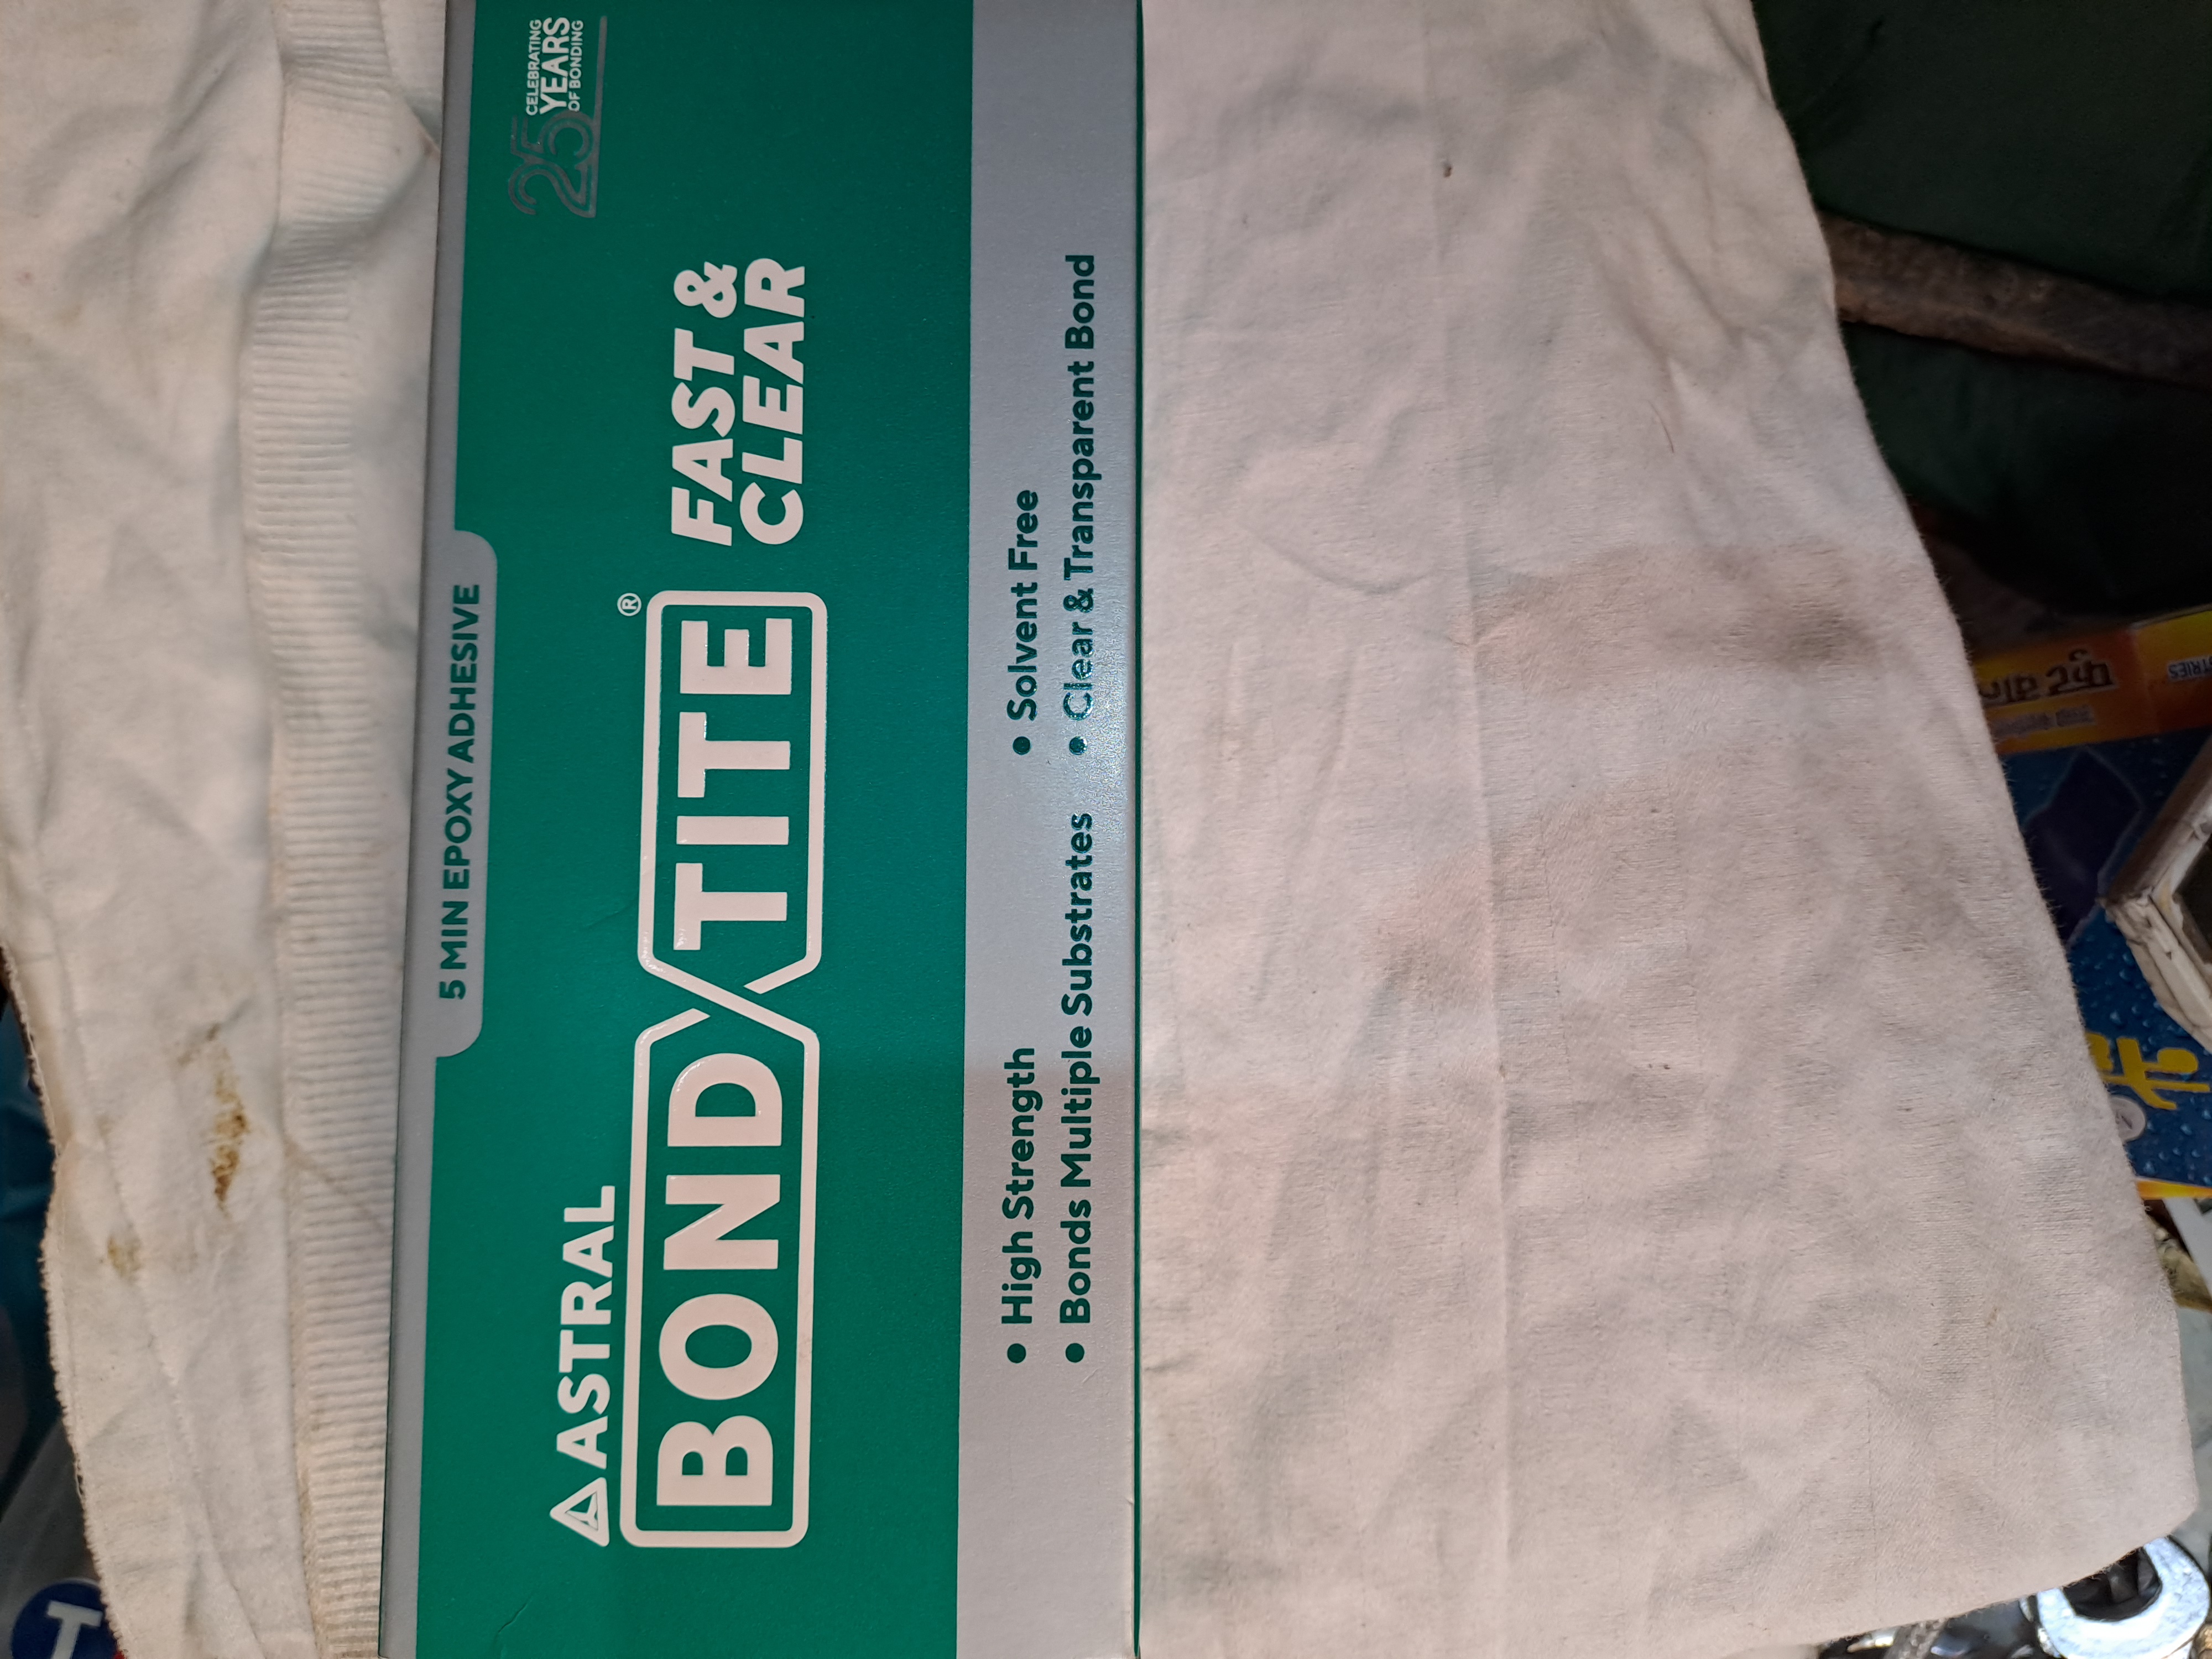 5 MIN EPOXY ADHESIVE
25
CELEBRATING
YEARS
OF BONDING
ASTRAL
BOND TITE®
FAST &
CLEAR
• High Strength
• Solvent Free
• Bonds Multiple Substrates
• Clear & Transparent Bond
T